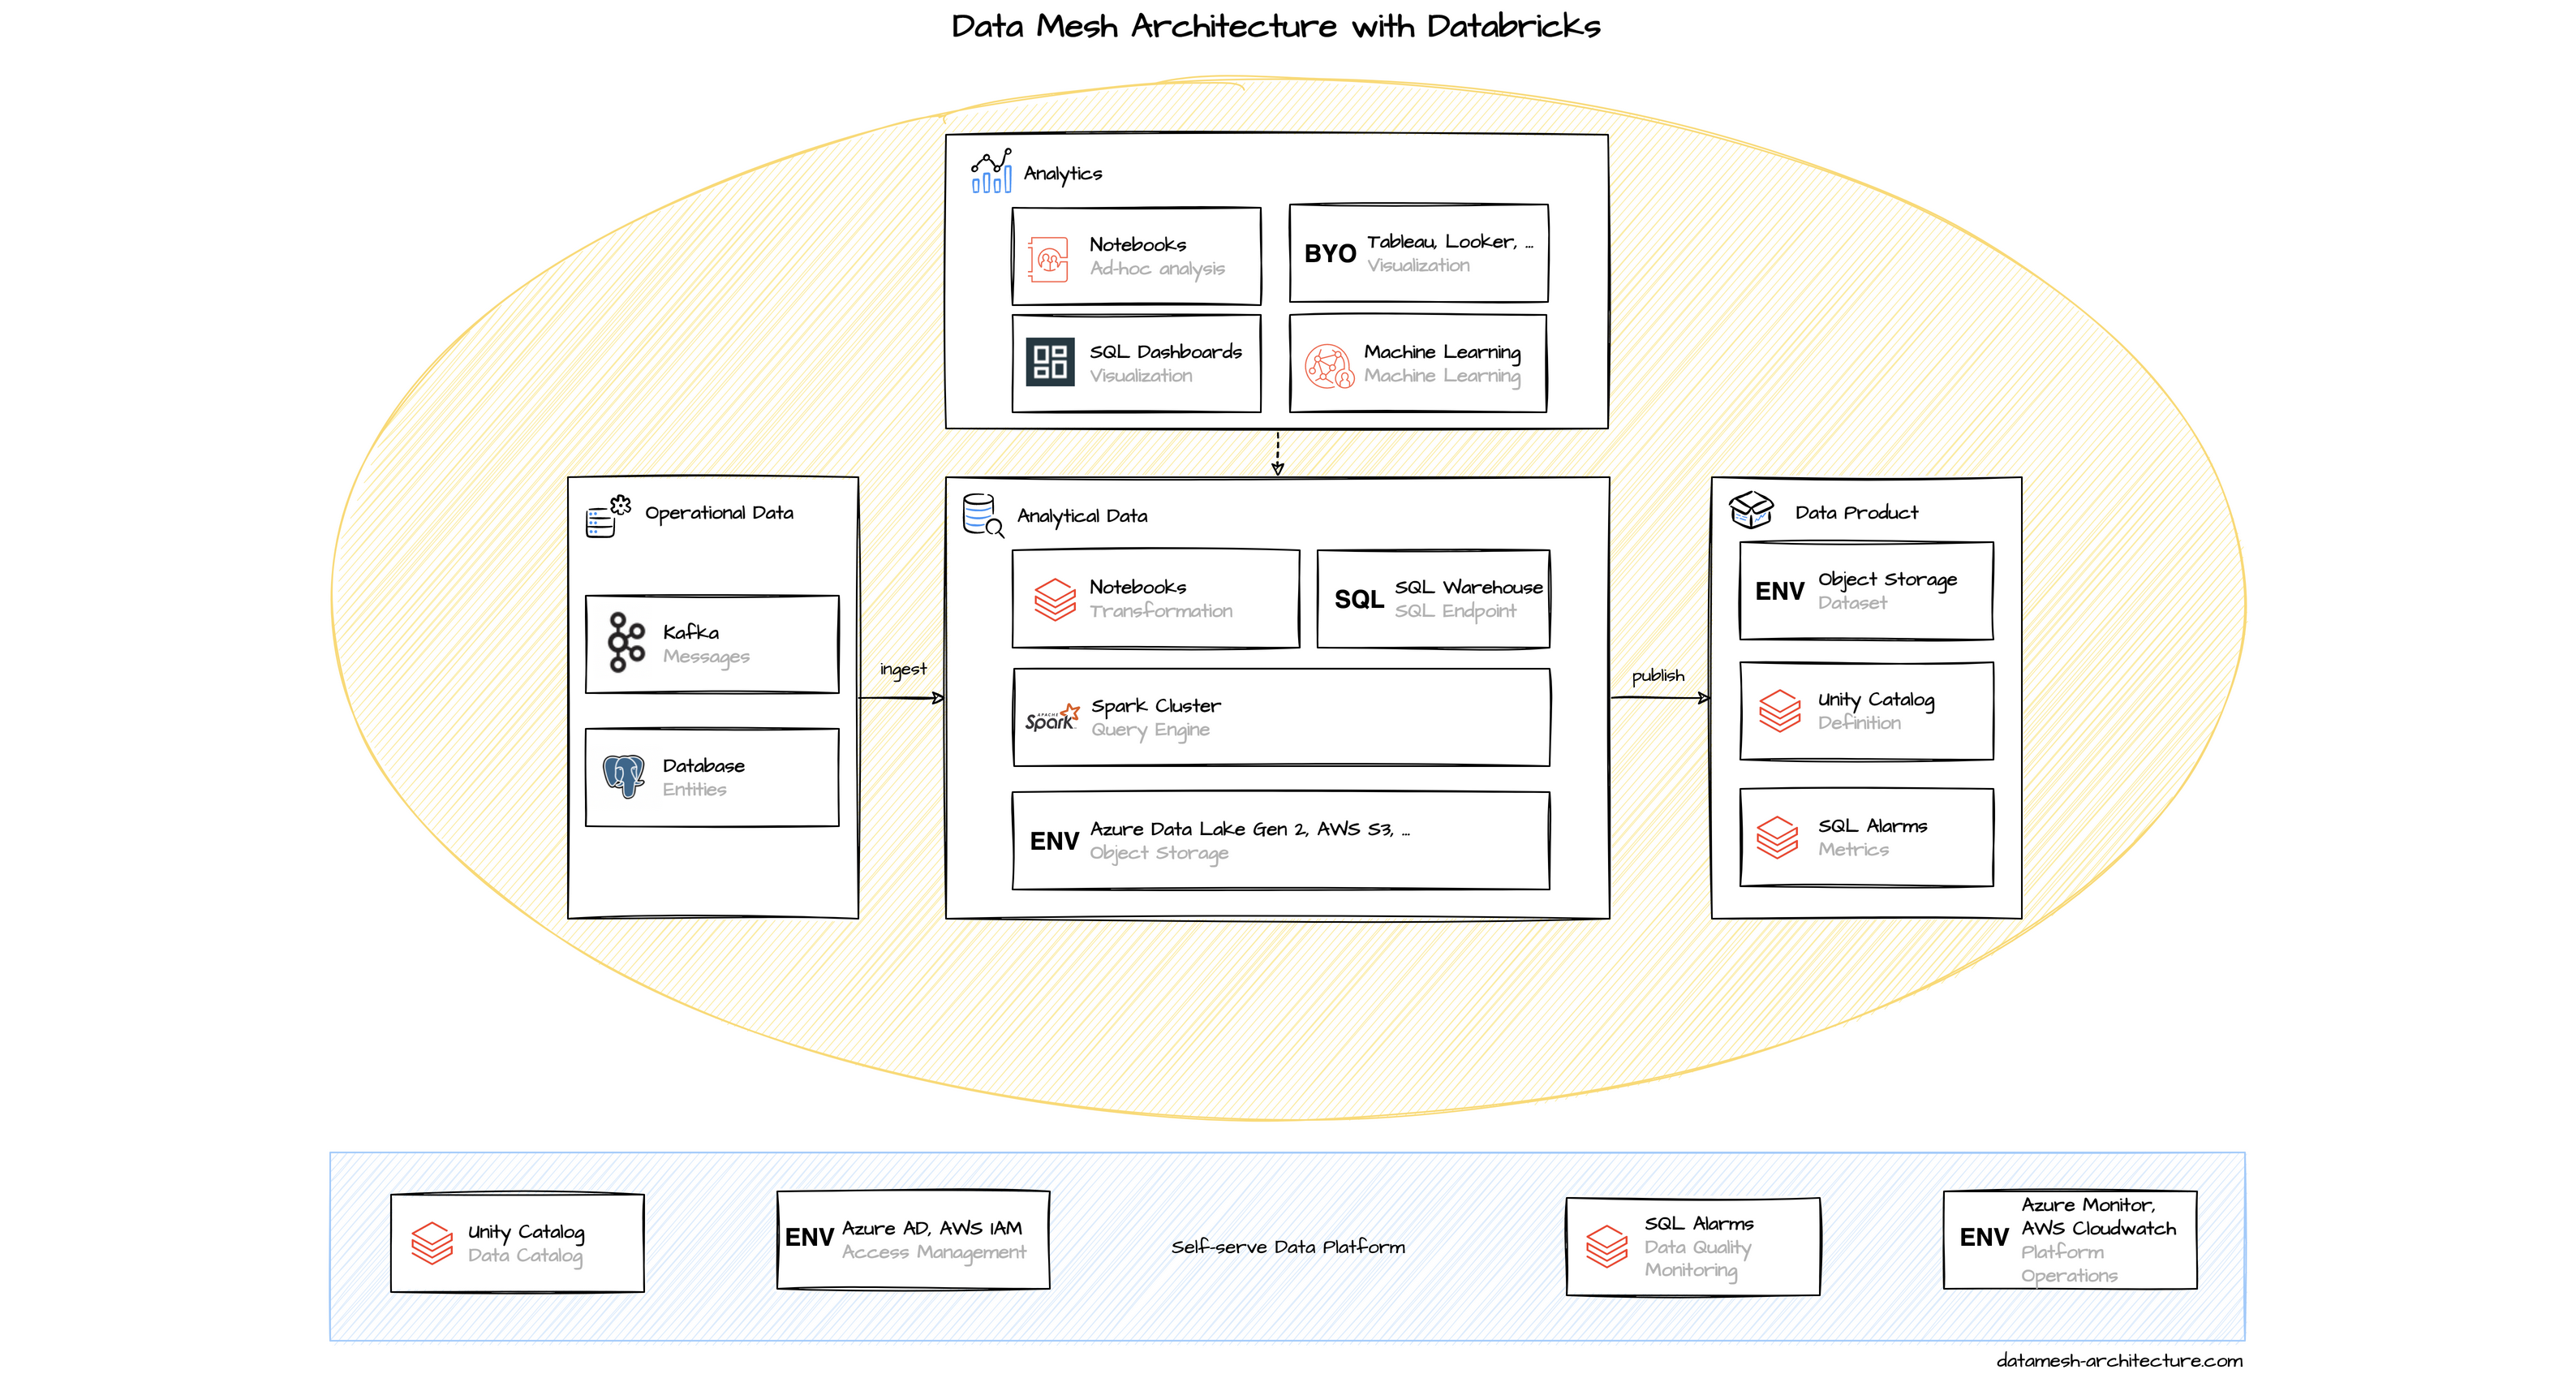 Data Mesh Architecture with Databricks
Analytics
Notebooks
Ad-hoc analysis
BYO
Tableau, Looker, ...
Visualization
SQL Dashboards
Visualization
Machine Learning
Machine Learning
Operational Data
Kafka
Messages
Database
Entities
ingest
Analytical Data
Notebooks
Transformation
SQL
SQL Warehouse
SQL Endpoint
APACHE
Spark
Spark Cluster
Query Engine
ENV
Azure Data Lake Gen 2, AWS S3, ...
Object Storage
publish
Data Product
ENV
Object Storage
Dataset
Unity Catalog
Definition
SQL Alarms
Metrics
Unity Catalog
Data Catalog
ENV
Azure AD, AWS IAM
Access Management
Self-serve Data Platform
SQL Alarms
Data Quality
Monitoring
ENV
Azure Monitor,
AWS Cloudwatch
Platform
Operations
datamesh-architecture.com